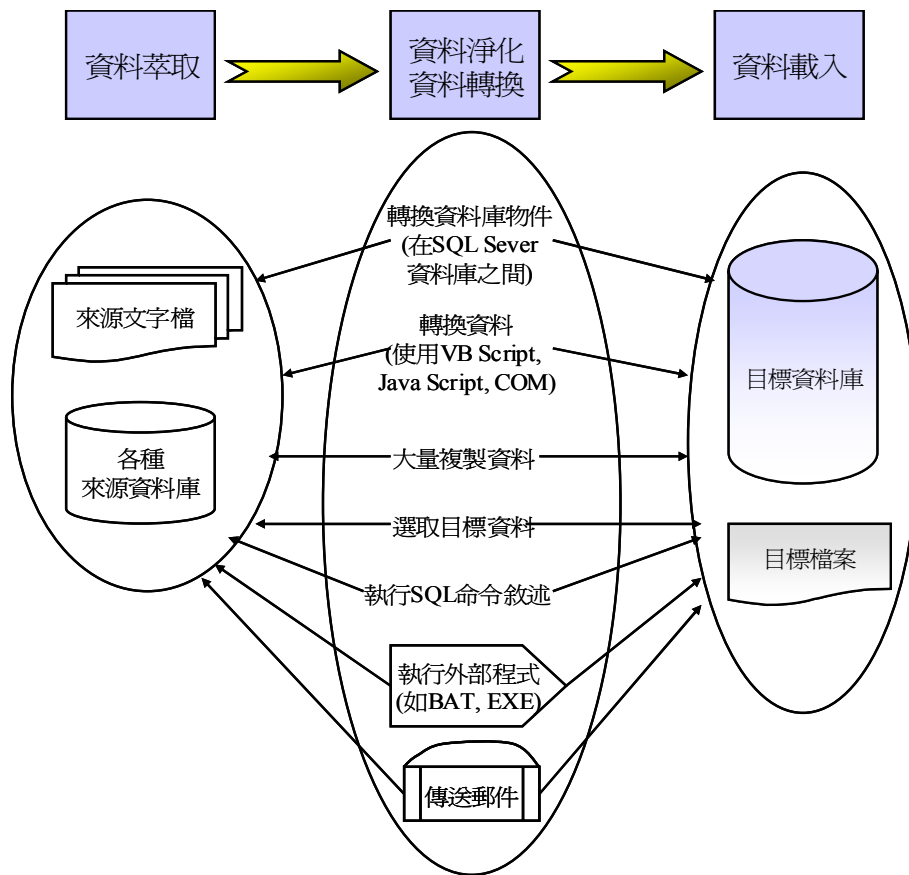 資料萃取
資料淨化
資料轉換
資料載入
轉換資料庫物件
(在SQL Sever
資料庫之間)
來源文字檔
轉換資料
(使用VB Script,
Java Script, COM)
目標資料庫
各種
來源資料庫
大量複製資料
選取目標資料
目標檔案
執行SQL命令敘述
執行外部程式
(如BAT, EXE)
傳送郵件